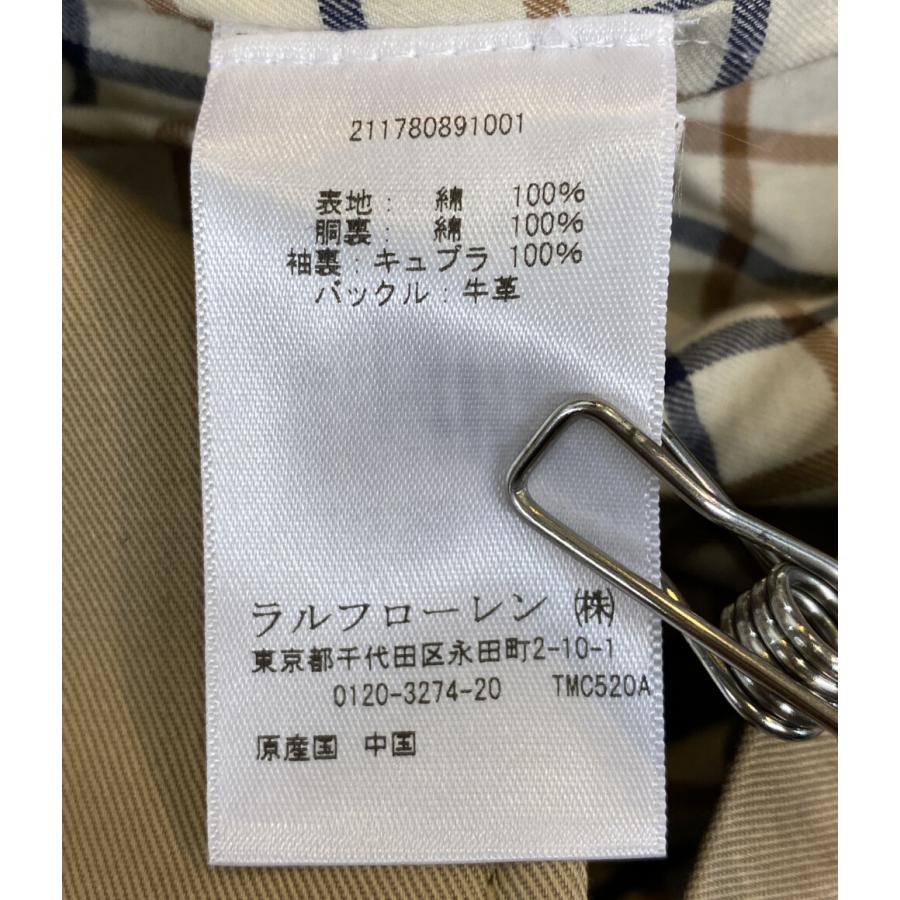 211780891001
表地： 綿 100%
胴裏： 綿 100%
袖裏：キュプラ 100%
バックル：牛革
ラルフローレン ㈱
東京都千代田区永田町2-10-1
0120-3274-20 TMC520A
原産国 中国